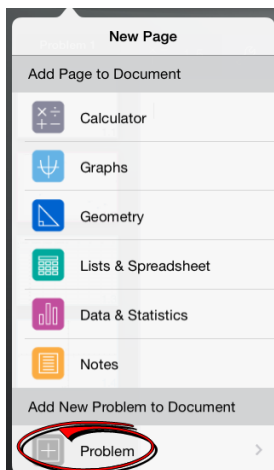 New Page
Add Page to Document
Calculator
Graphs
Geometry
Lists & Spreadsheet
Data & Statistics
Notes
Add New Problem to Document
Problem